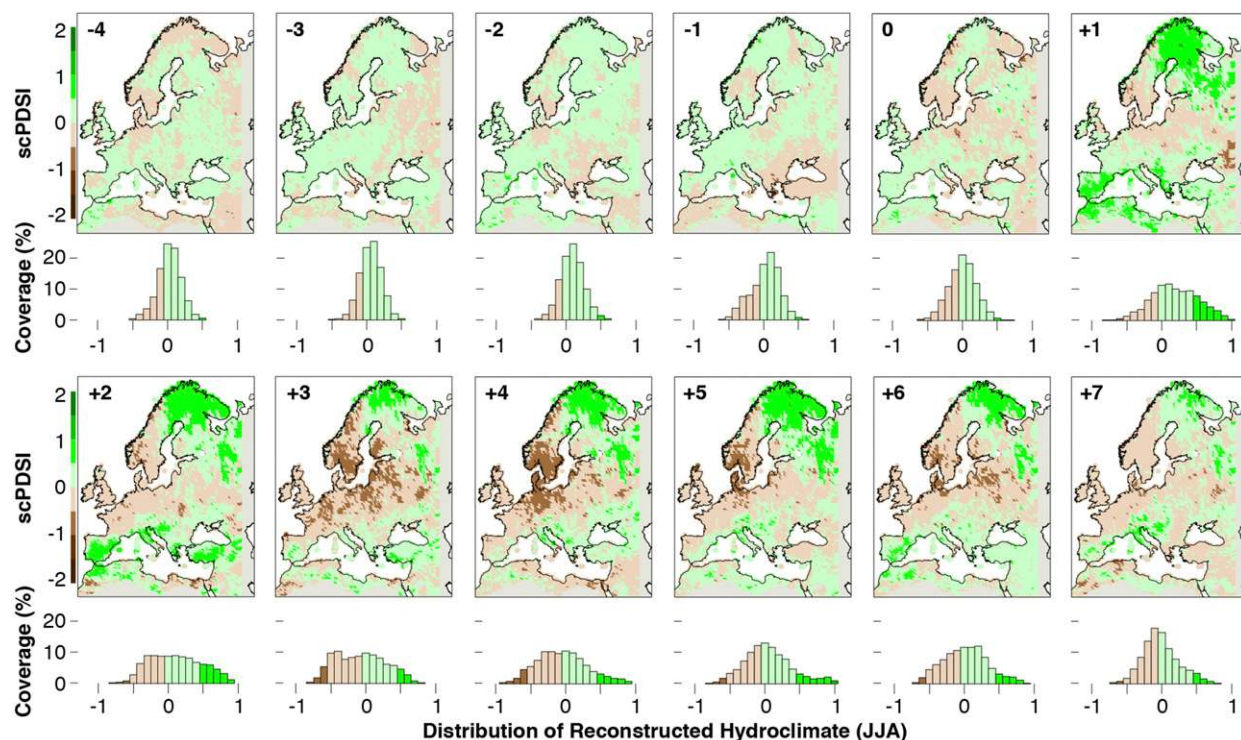 -4 -3 -2 -1 0 +1
2
1
0
-1
-2
scPDSI
Coverage (%)
20
10
0
-1 0 1 -1 0 1 -1 0 1 -1 0 1 -1 0 1 -1 0 1
+2 +3 +4 +5 +6 +7
2
1
0
-1
-2
scPDSI
Coverage (%)
20
10
0
-1 0 1 -1 0 1 -1 0 1 -1 0 1 -1 0 1 -1 0 1
Distribution of Reconstructed Hydroclimate (JJA)